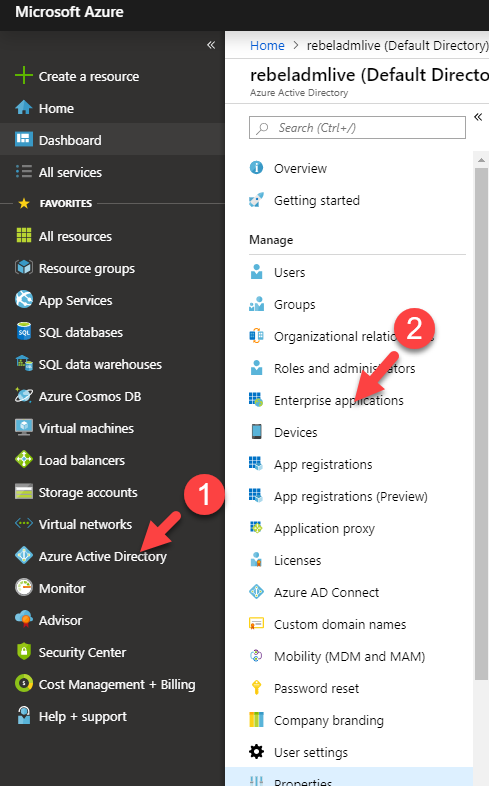 Microsoft Azure
«
Create a resource
Home
Dashboard
All services
FAVORITES
All resources
Resource groups
App Services
SQL databases
SQL data warehouses
Azure Cosmos DB
Virtual machines
Load balancers
Storage accounts
1
Virtual networks
Azure Active Directory
Monitor
Advisor
Security Center
Cost Management + Billing
Help + support
Home > rebeladmlive (Default Directory)
rebeladmlive (Default Directo
Azure Active Directory
«
Search (Ctrl+/)
Overview
Getting started
Manage
Users
Groups
2
Organizational
Roles and administrators
Enterprise applications
Devices
App registrations
App registrations (Preview)
Application proxy
Licenses
Azure AD Connect
Custom domain names
Mobility (MDM and MAM)
Password reset
Company branding
User settings
Properties